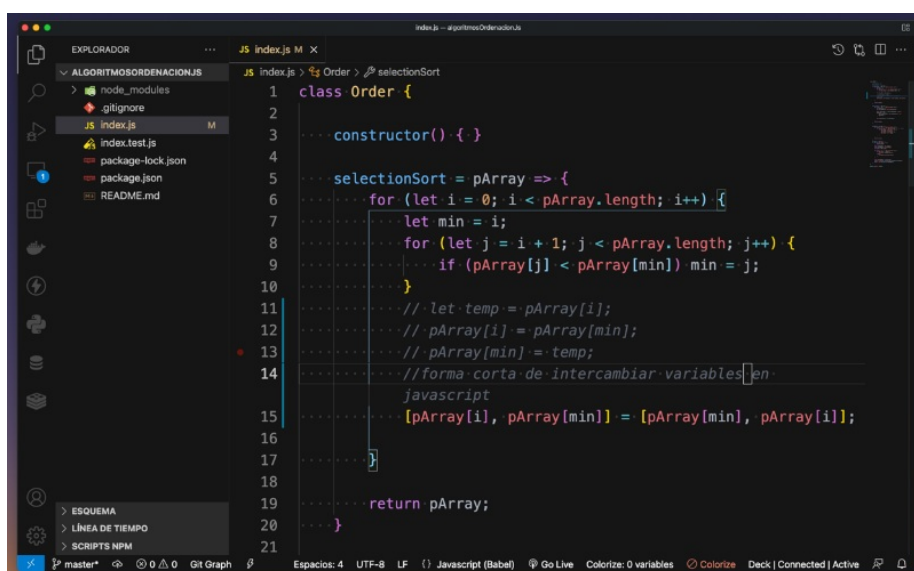 index.js — algoritmosOrdenacionJs
EXPLORADOR
ALGORITMOSORDENACIONJS
node_modules
.gitignore
JS index.js M
index.test.js
package-lock.json
package.json
README.md
ESQUEMA
LÍNEA DE TIEMPO
SCRIPTS NPM
JS index.js M ×
JS index.js > Order > selectionSort
1 class Order {
2
3 constructor() { }
4
5 selectionSort = pArray => {
6 for (let i = 0; i < pArray.length; i++) {
7 let min = i;
8 for (let j = i + 1; j < pArray.length; j++) {
9 if (pArray[j] < pArray[min]) min = j;
10 }
11 // let temp = pArray[i];
12 // pArray[i] = pArray[min];
13 // pArray[min] = temp;
14 //forma corta de intercambiar variables en
javascript
15 [pArray[i], pArray[min]] = [pArray[min], pArray[i]];
16
17 }
18
19 return pArray;
20 }
21
1
master* 0 0 Git Graph Espacios: 4 UTF-8 LF {} Javascript (Babel) Go Live Colorize: 0 variables Colorize Deck | Connected | Active